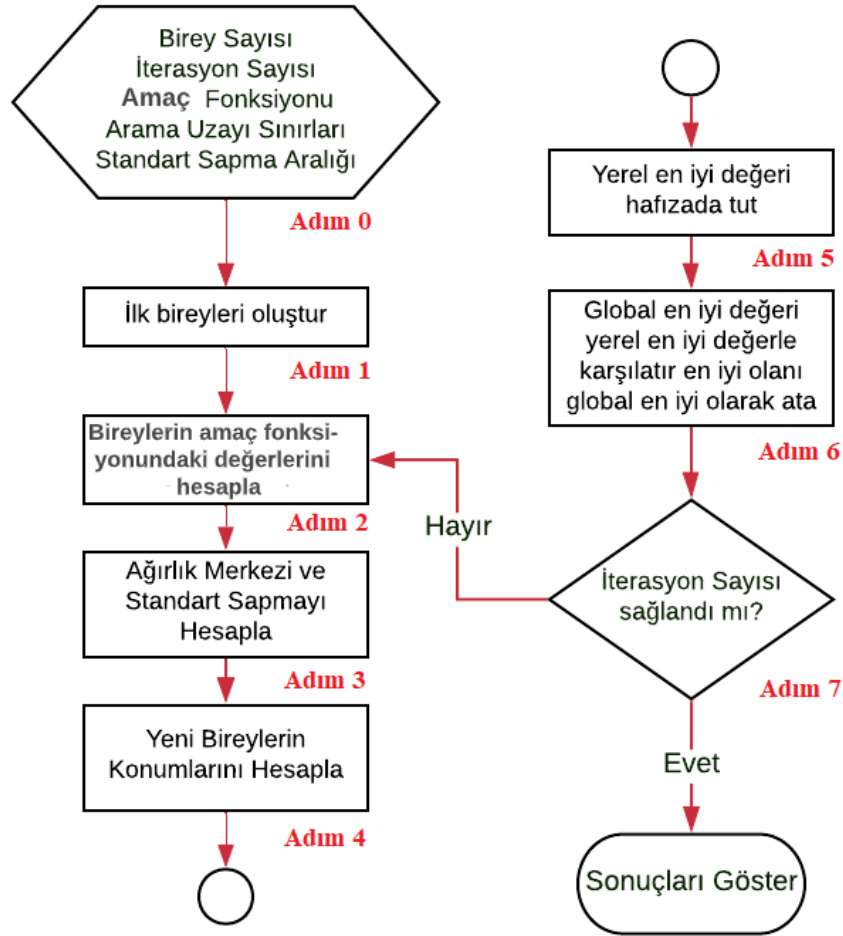 Birey Sayısı
İterasyon Sayısı
Amaç Fonksiyonu
Arama Uzayı Sınırları
Standart Sapma Aralığı
Adım 0
İlk bireyleri oluştur
Adım 1
Bireylerin amaç fonksi-
yonundaki değerlerini
hesapla
Adım 2
Ağırlık Merkezi ve
Standart Sapmayı
Hesapla
Adım 3
Yeni Bireylerin
Konumlarını Hesapla
Adım 4
Yerel en iyi değeri
hafızada tut
Adım 5
Global en iyi değeri
yerel en iyi değerle
karşılatır en iyi olanı
global en iyi olarak ata
Adım 6
İterasyon Sayısı
sağlandı mı?
Adım 7
Hayır
Evet
Sonuçları Göster